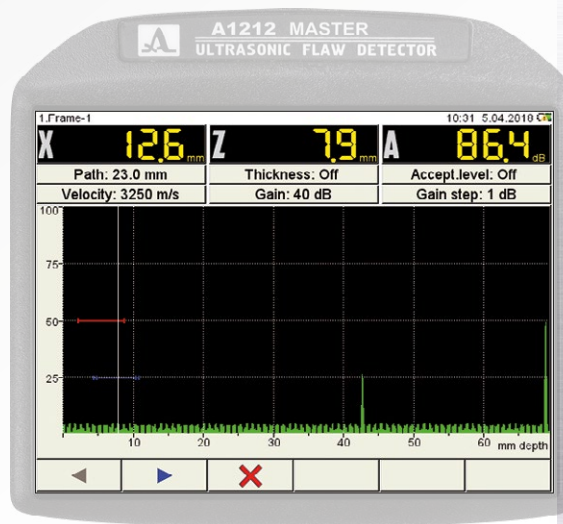 A1212 MASTER
ULTRASONIC FLAW DETECTOR
1.Frame-1 10:31 5.04.2010
X 12.6 mm Z 7.9 mm A 86.4 dB
Path: 23.0 mm Thickness: Off Accept.level: Off
Velocity: 3250 m/s Gain: 40 dB Gain step: 1 dB
100
75
50
25
10 20 30 40 50 60 mm depth